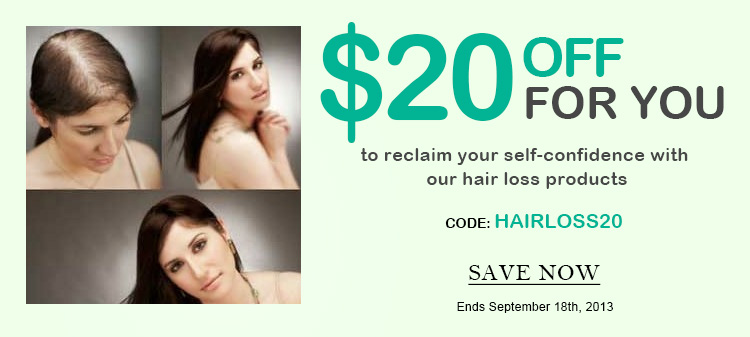 $20 OFF
FOR YOU
to reclaim your self-confidence with
our hair loss products
CODE: HAIRLOSS20
SAVE NOW
Ends September 18th, 2013